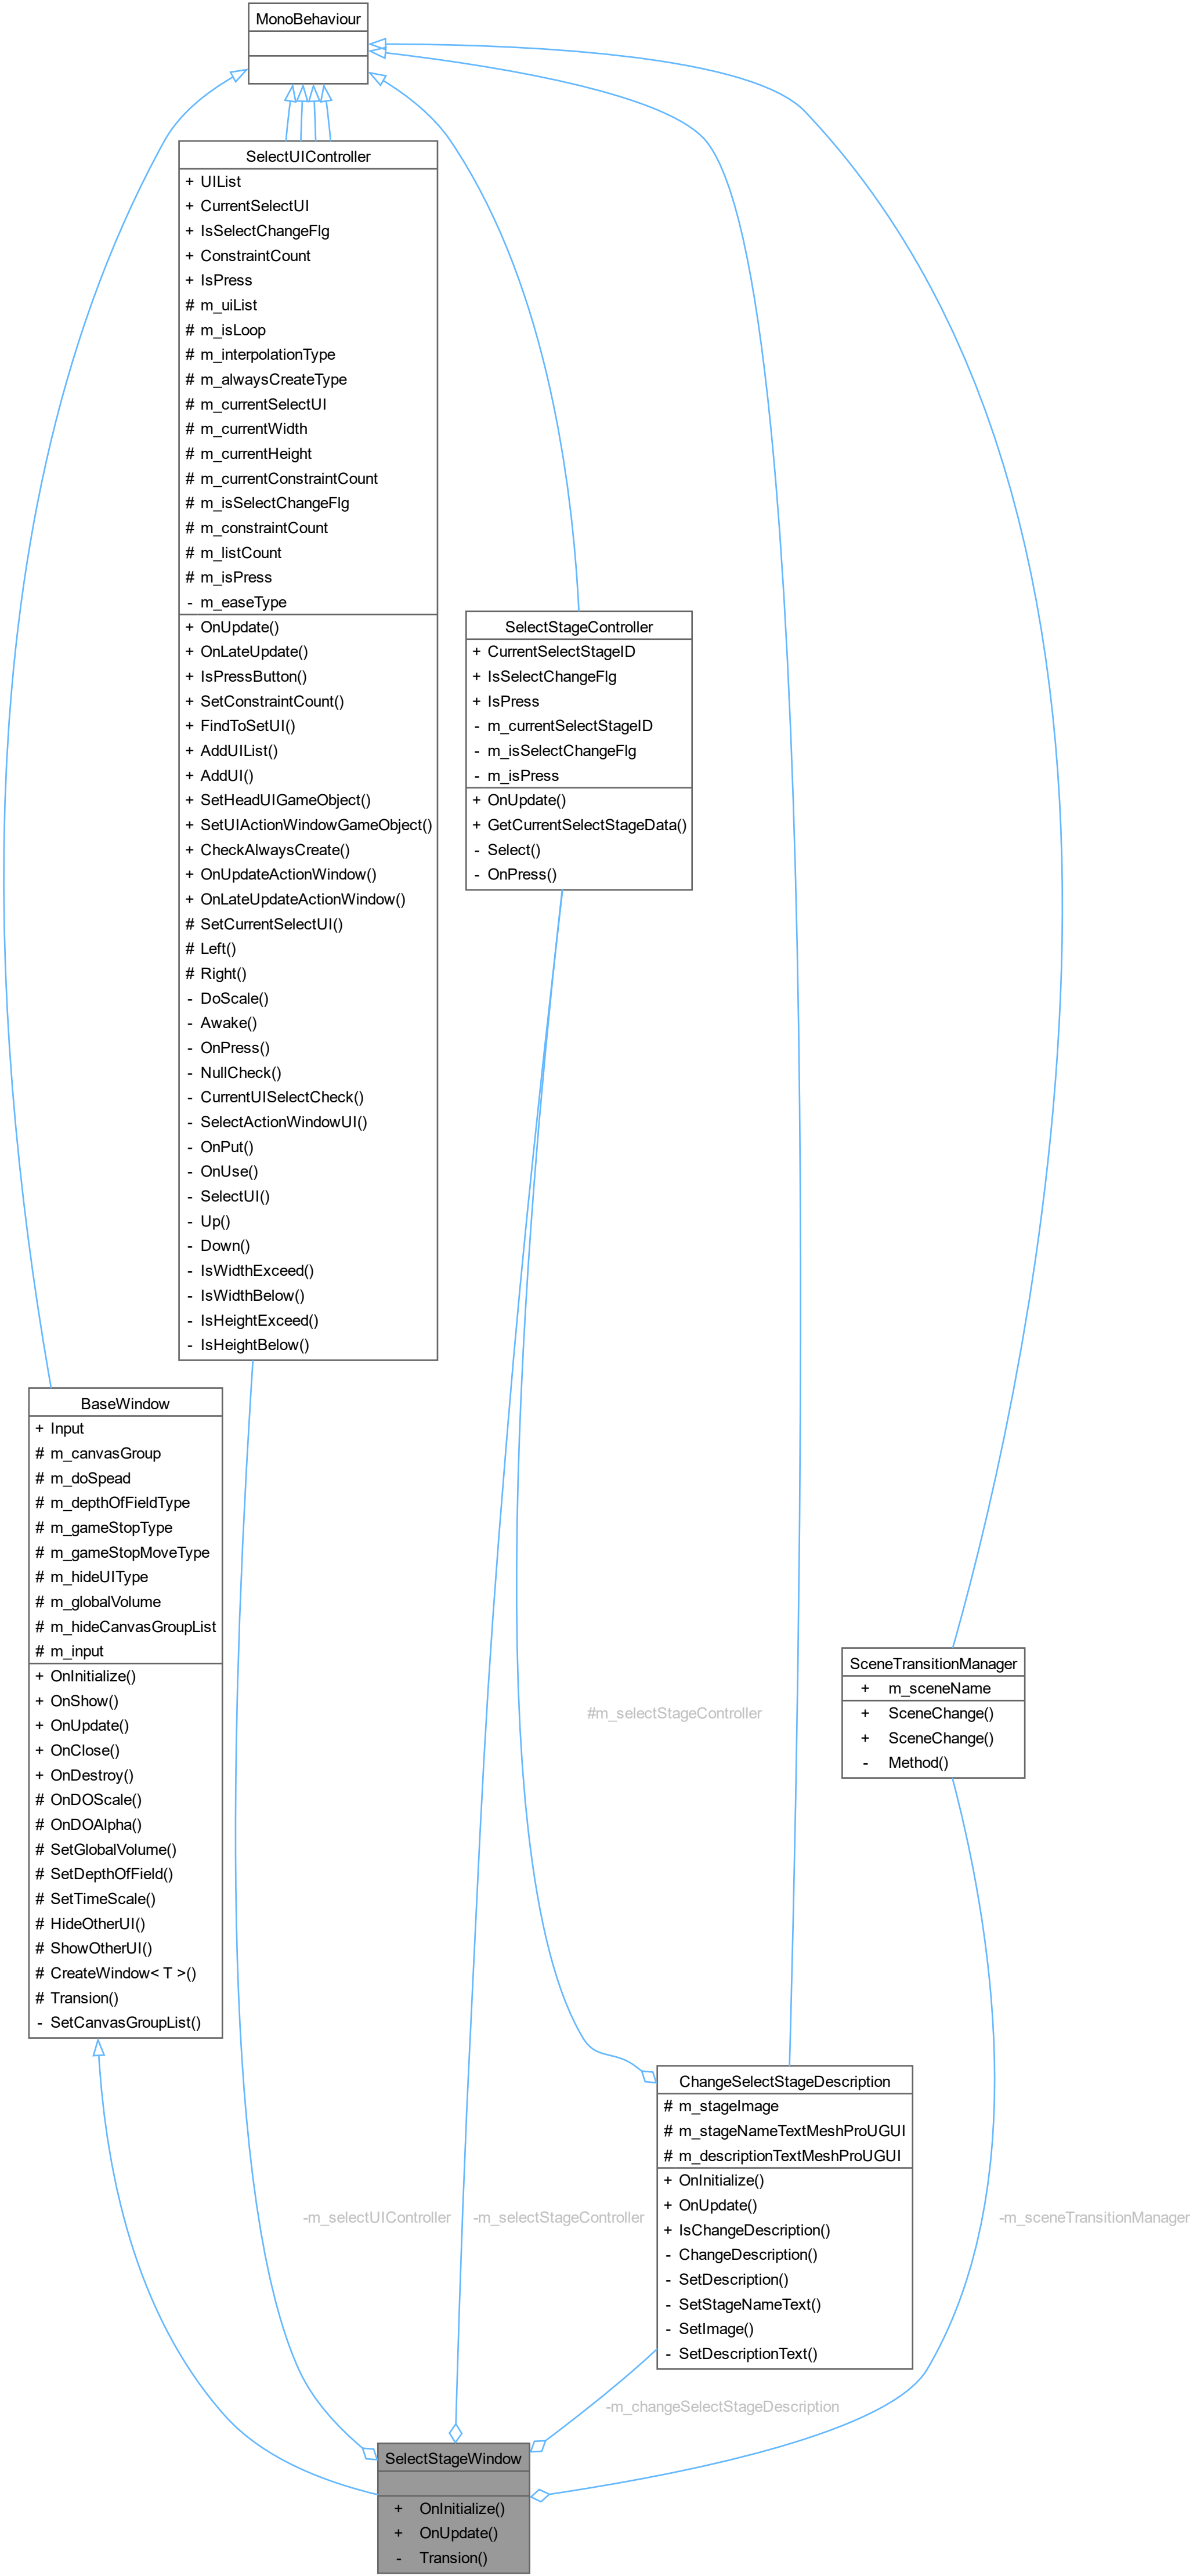 MonoBehaviour
SelectUIController
+ UIList
+ CurrentSelectUI
+ IsSelectChangeFlg
+ ConstraintCount
+ IsPress
# m_uiList
# m_isLoop
# m_interpolationType
# m_alwaysCreateType
# m_currentSelectUI
# m_currentWidth
# m_currentHeight
# m_currentConstraintCount
# m_isSelectChangeFlg
# m_constraintCount
# m_listCount
# m_isPress
- m_easeType
+ OnUpdate()
+ OnLateUpdate()
+ IsPressButton()
+ SetConstraintCount()
+ FindToSetUI()
+ AddUIList()
+ AddUI()
+ SetHeadUIGameObject()
+ SetUIActionWindowGameObject()
+ CheckAlwaysCreate()
+ OnUpdateActionWindow()
+ OnLateUpdateActionWindow()
# SetCurrentSelectUI()
# Left()
# Right()
- DoScale()
- Awake()
- OnPress()
- NullCheck()
- CurrentUISelectCheck()
- SelectActionWindowUI()
- OnPut()
- OnUse()
- SelectUI()
- Up()
- Down()
- IsWidthExceed()
- IsWidthBelow()
- IsHeightExceed()
- IsHeightBelow()
SelectStageController
+ CurrentSelectStageID
+ IsSelectChangeFlg
+ IsPress
- m_currentSelectStageID
- m_isSelectChangeFlg
- m_isPress
+ OnUpdate()
+ GetCurrentSelectStageData()
- Select()
- OnPress()
BaseWindow
+ Input
# m_canvasGroup
# m_doSpead
# m_depthOfFieldType
# m_gameStopType
# m_gameStopMoveType
# m_hideUIType
# m_globalVolume
# m_hideCanvasGroupList
# m_input
+ OnInitialize()
+ OnShow()
+ OnUpdate()
+ OnClose()
+ OnDestroy()
# OnDOScale()
# OnDOAlpha()
# SetGlobalVolume()
# SetDepthOfField()
# SetTimeScale()
# HideOtherUI()
# ShowOtherUI()
# CreateWindow< T >()
# Transion()
- SetCanvasGroupList()
SceneTransitionManager
+ m_sceneName
+ SceneChange()
+ SceneChange()
- Method()
#m_selectStageController
ChangeSelectStageDescription
# m_stageImage
# m_stageNameTextMeshProUGUI
# m_descriptionTextMeshProUGUI
+ OnInitialize()
+ OnUpdate()
+ IsChangeDescription()
- ChangeDescription()
- SetDescription()
- SetStageNameText()
- SetImage()
- SetDescriptionText()
-m_selectUIController
-m_selectStageController
-m_sceneTransitionManager
-m_changeSelectStageDescription
SelectStageWindow
+ OnInitialize()
+ OnUpdate()
- Transion()